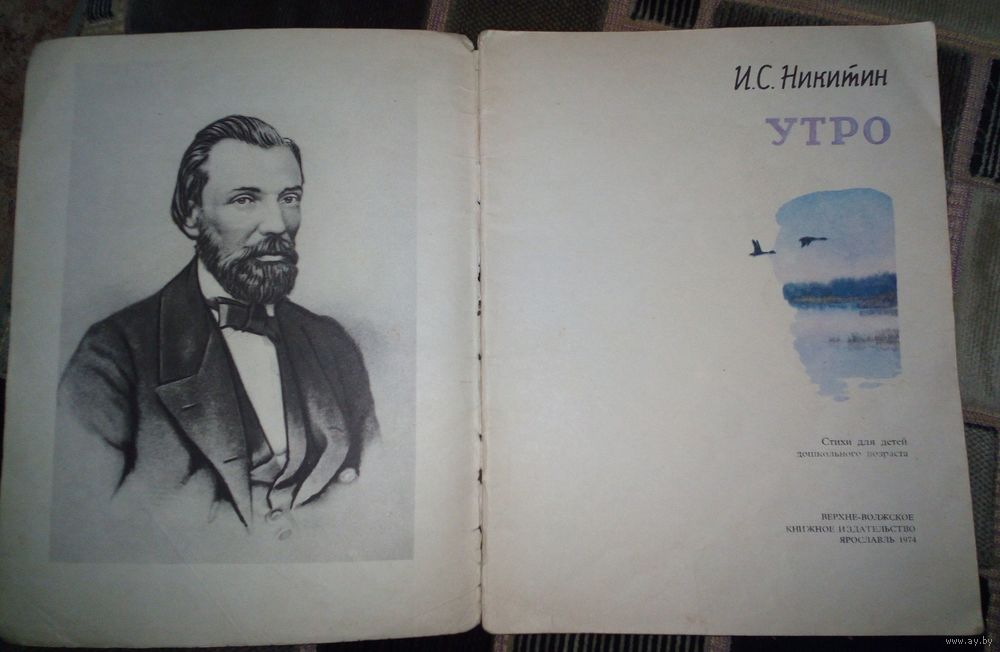 И.С. Никитин
УТРО
Стихи для детей
дошкольного возраста
ВЕРХНЕ-ВОЛЖСКОЕ
КНИЖНОЕ ИЗДАТЕЛЬСТВО
ЯРОСЛАВЛЬ 1974
www.ay.by